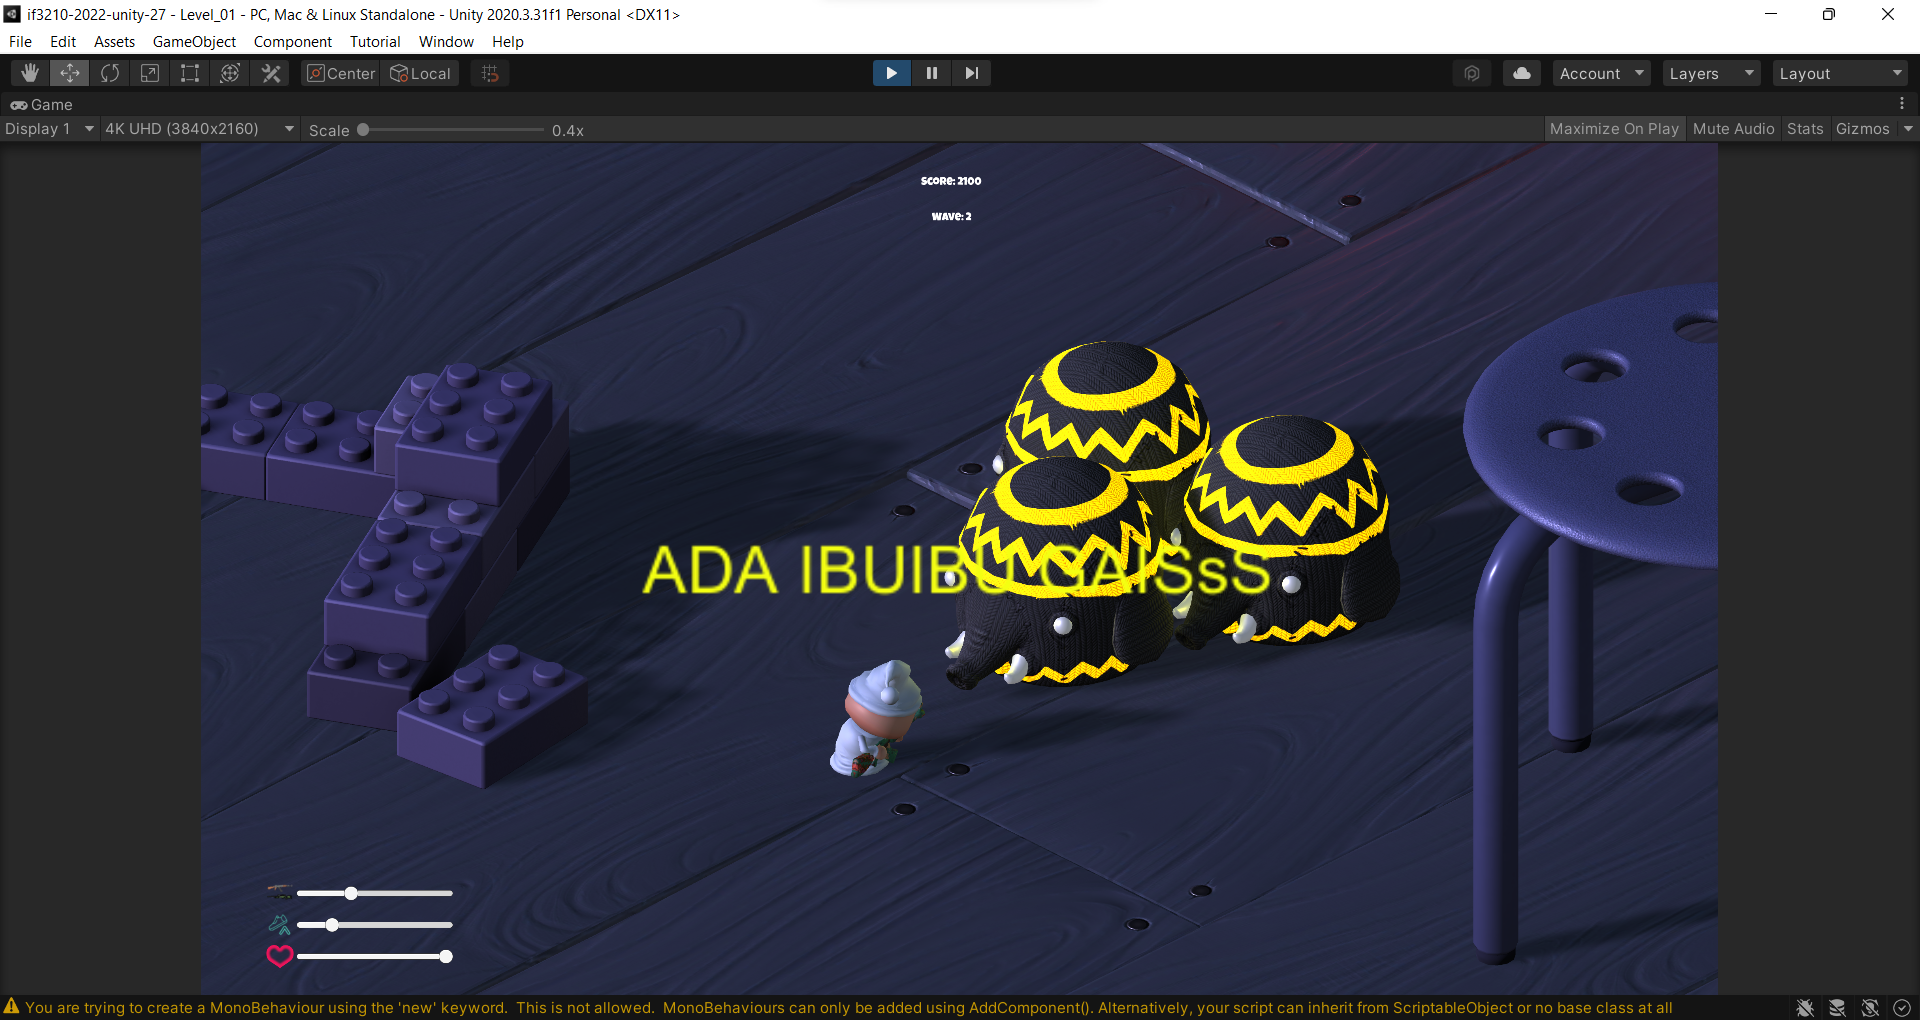 if3210-2022-unity-27 - Level_01 - PC, Mac & Linux Standalone - Unity 2020.3.31f1 Personal <DX11>
File Edit Assets GameObject Component Tutorial Window Help
Center Local Account Layers Layout
Game
Display 1 4K UHD (3840x2160) Scale 0.4x Maximize On Play Mute Audio Stats Gizmos
SCORE: 2100
WAVE: 2
ADA IBUIBU GAISsS
You are trying to create a MonoBehaviour using the 'new' keyword. This is not allowed. MonoBehaviours can only be added using AddComponent(). Alternatively, your script can inherit from ScriptableObject or no base class at all